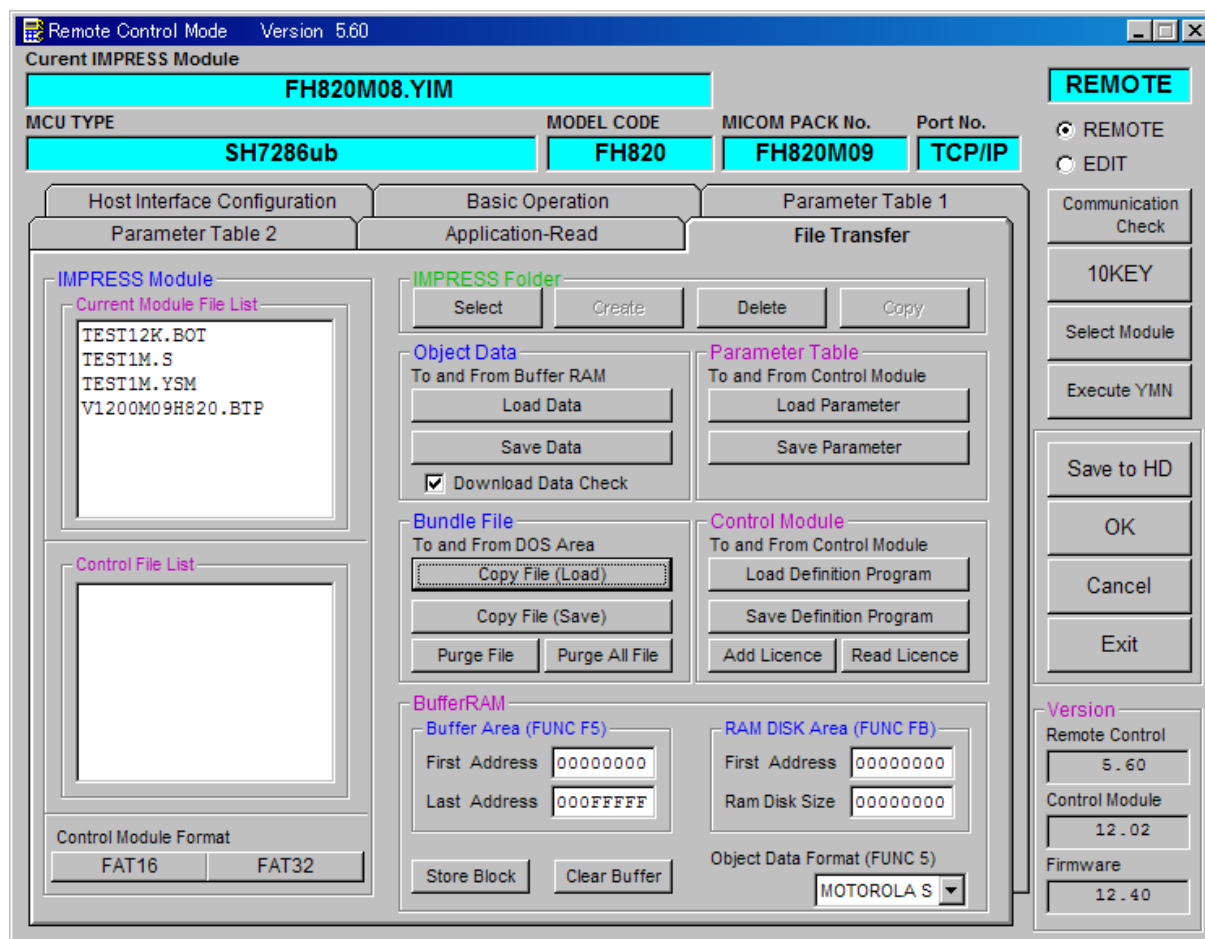 Remote Control Mode Version 5.60
Curent IMPRESS Module
FH820M08.YIM
REMOTE
MCU TYPE MODEL CODE MICOM PACK No. Port No.
SH7286ub FH820 FH820M09 TCP/IP
REMOTE
EDIT
Host Interface Configuration Basic Operation Parameter Table 1
Parameter Table 2 Application-Read File Transfer
IMPRESS Module
Current Module File List
TEST12K.BOT
TEST1M.S
TEST1M.YSM
V1200M09H820.BTP
Control File List
Control Module Format
FAT16 FAT32
IMPRESS Folder
Select Create Delete Copy
Object Data
To and From Buffer RAM
Load Data
Save Data
Download Data Check
Parameter Table
To and From Control Module
Load Parameter
Save Parameter
Bundle File
To and From DOS Area
Copy File (Load)
Copy File (Save)
Purge File Purge All File
Control Module
To and From Control Module
Load Definition Program
Save Definition Program
Add Licence Read Licence
BufferRAM
Buffer Area (FUNC F5)
First Address 00000000
Last Address 000FFFFF
RAM DISK Area (FUNC FB)
First Address 00000000
Ram Disk Size 00000000
Store Block Clear Buffer
Object Data Format (FUNC 5)
MOTOROLA S
Communication
Check
10KEY
Select Module
Execute YMN
Save to HD
OK
Cancel
Exit
Version
Remote Control
5.60
Control Module
12.02
Firmware
12.40